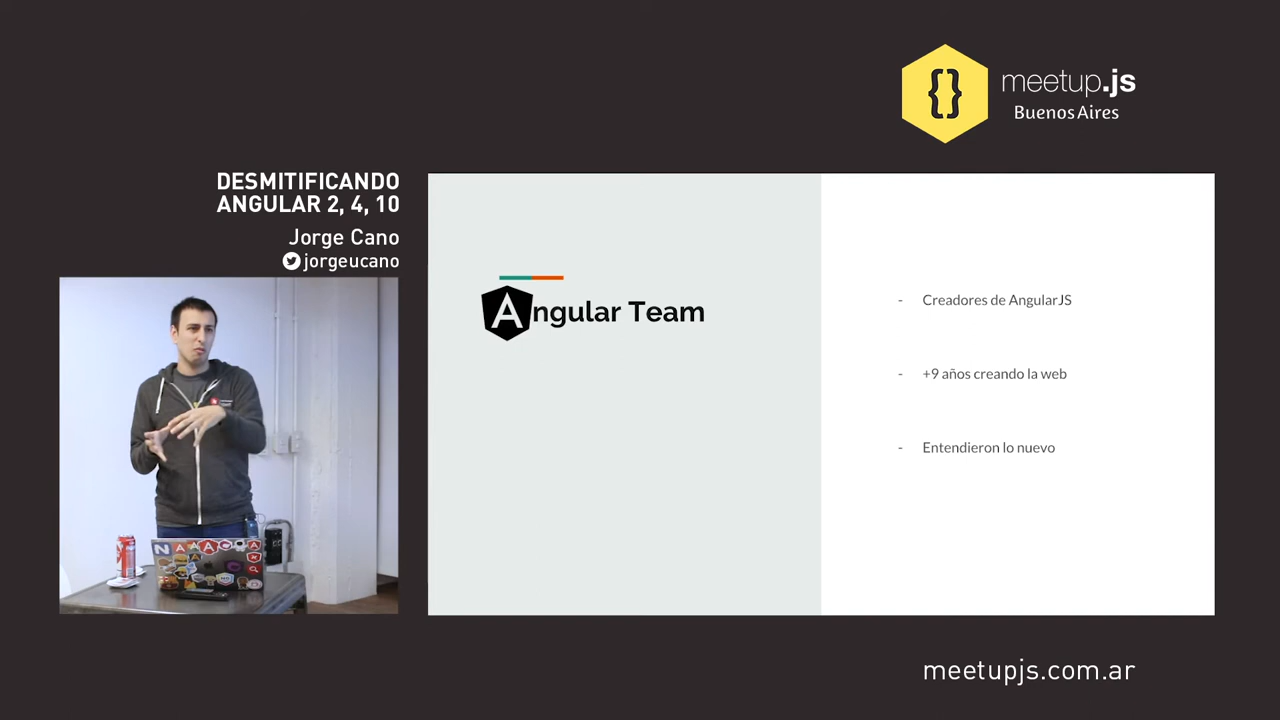 meetup.js
Buenos Aires
DESMITIFICANDO
ANGULAR 2, 4, 10
Jorge Cano
jorgeucano
Angular Team
- Creadores de AngularJS
- +9 años creando la web
- Entendieron lo nuevo
meetupjs.com.ar